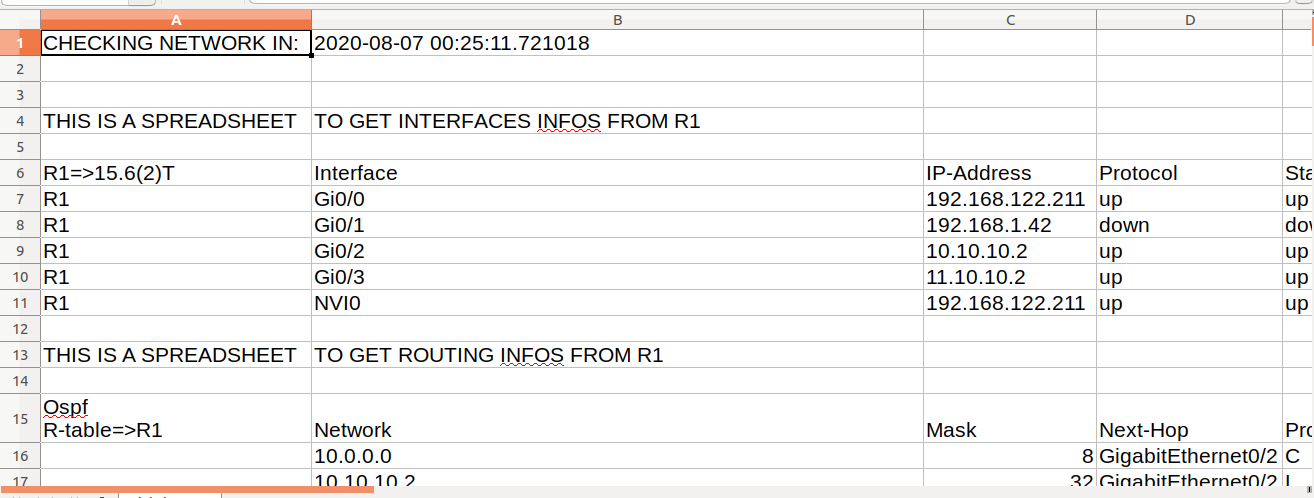 A B C D
1 CHECKING NETWORK IN: 2020-08-07 00:25:11.721018
2
3
4 THIS IS A SPREADSHEET TO GET INTERFACES INFOS FROM R1
5
6 R1=>15.6(2)T Interface IP-Address Protocol Sta
7 R1 Gi0/0 192.168.122.211 up up
8 R1 Gi0/1 192.168.1.42 down dow
9 R1 Gi0/2 10.10.10.2 up up
10 R1 Gi0/3 11.10.10.2 up up
11 R1 NVI0 192.168.122.211 up up
12
13 THIS IS A SPREADSHEET TO GET ROUTING INFOS FROM R1
14
Ospf
15 R-table=>R1 Network Mask Next-Hop Pro
16 10.0.0.0 8 GigabitEthernet0/2 C
17 10.10.10.2 32 GigabitEthernet0/2 L